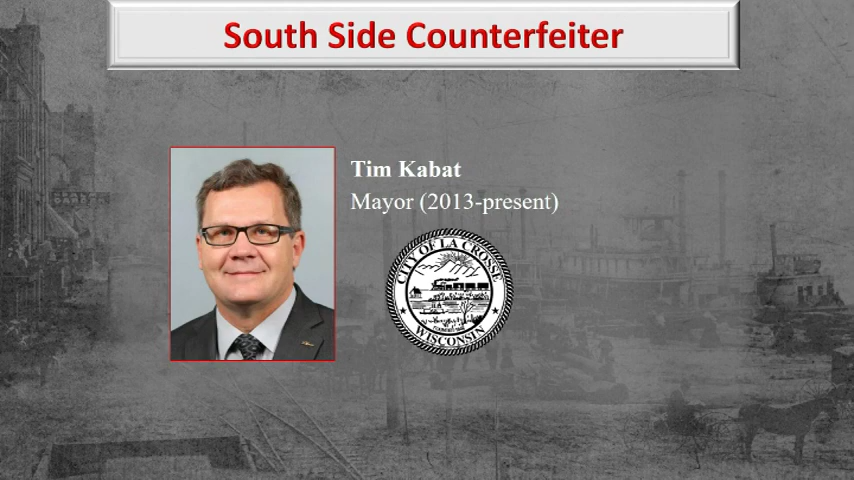 South Side Counterfeiter
Tim Kabat
Mayor (2013-present)
CITY OF LA CROSSE
WISCONSIN